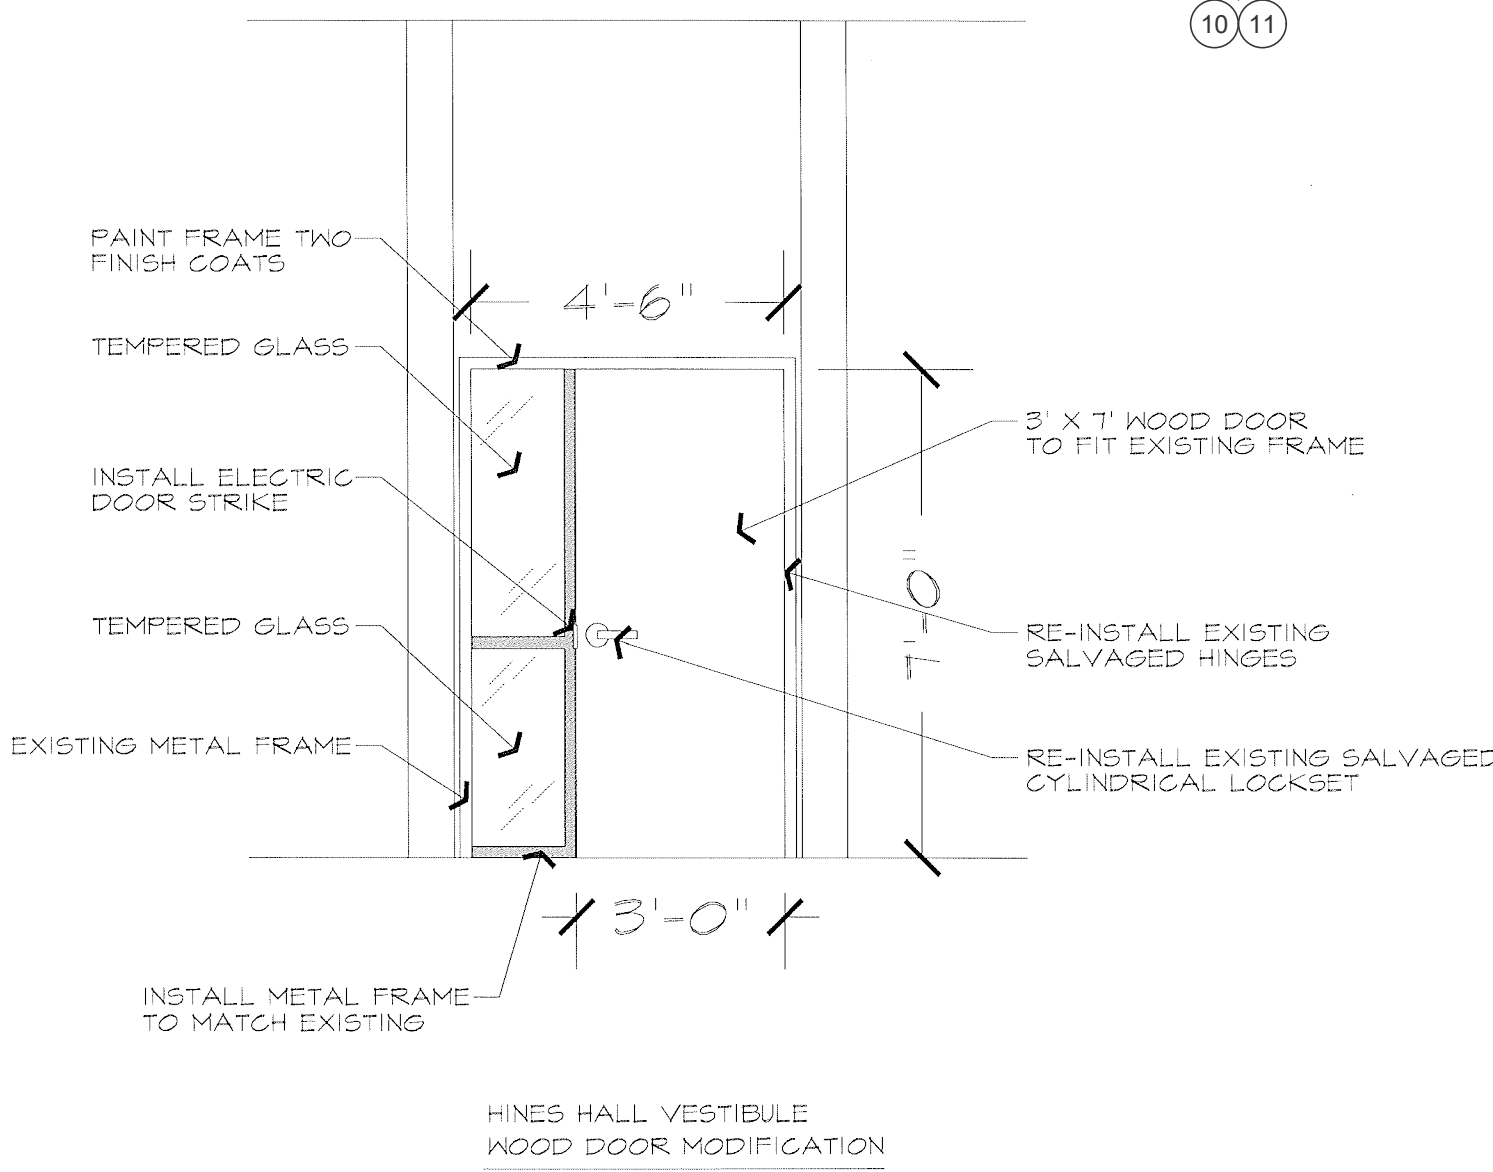 10 11
PAINT FRAME TWO
FINISH COATS
4'-6"
TEMPERED GLASS
3' X 7' WOOD DOOR
TO FIT EXISTING FRAME
INSTALL ELECTRIC
DOOR STRIKE
7'-0"
TEMPERED GLASS
RE-INSTALL EXISTING
SALVAGED HINGES
EXISTING METAL FRAME
RE-INSTALL EXISTING SALVAGED
CYLINDRICAL LOCKSET
3'-0"
INSTALL METAL FRAME
TO MATCH EXISTING
HINES HALL VESTIBULE
WOOD DOOR MODIFICATION